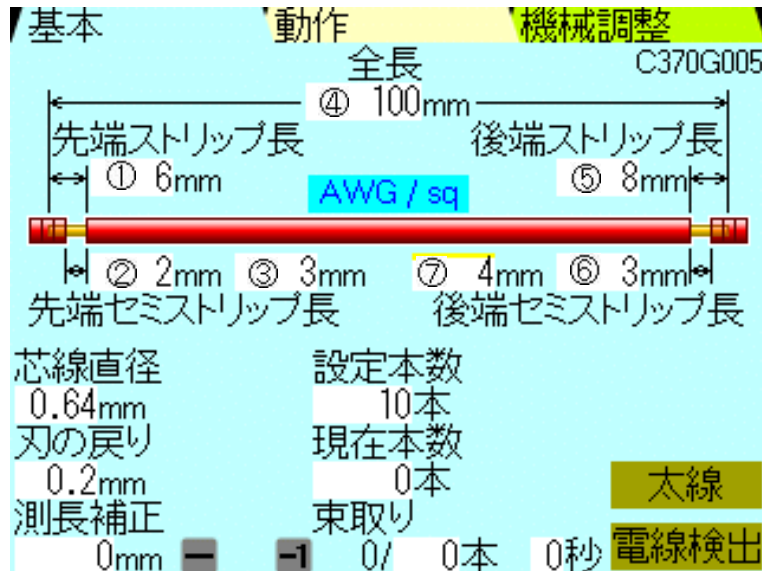 基本 動作 機械調整
全長 C370G005
④ 100mm
先端ストリップ長 後端ストリップ長
① 6mm ⑤ 8mm
AWG / sq
② 2mm ③ 3mm ⑦ 4mm ⑥ 3mm
先端セミストリップ長 後端セミストリップ長
芯線直径 設定本数
0.64mm 10本
刃の戻り 現在本数
0.2mm 0本 太線
測長補正 束取り
0mm ー -1 0/ 0本 0秒 電線検出